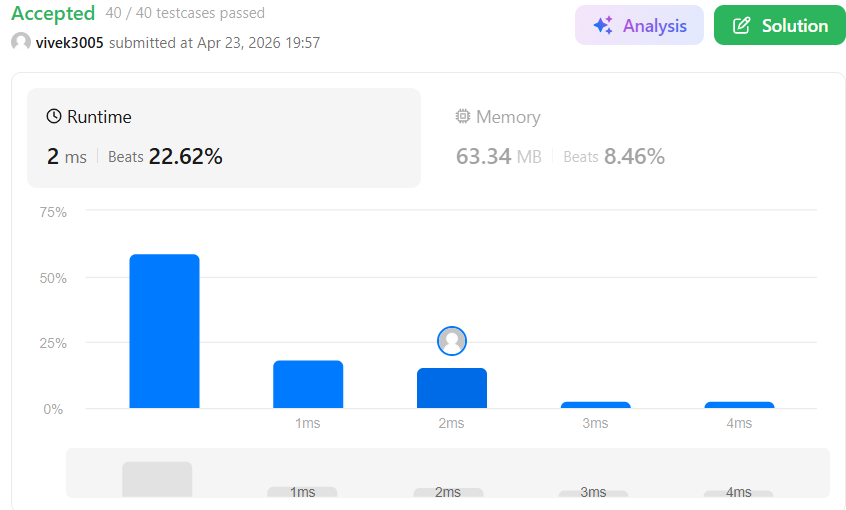 Accepted 40 / 40 testcases passed
vivek3005 submitted at Apr 23, 2026 19:57
Analysis
Solution
Runtime
2 ms Beats 22.62%
Memory
63.34 MB Beats 8.46%
75%
50%
25%
0%
1ms 2ms 3ms 4ms
1ms 2ms 3ms 4ms